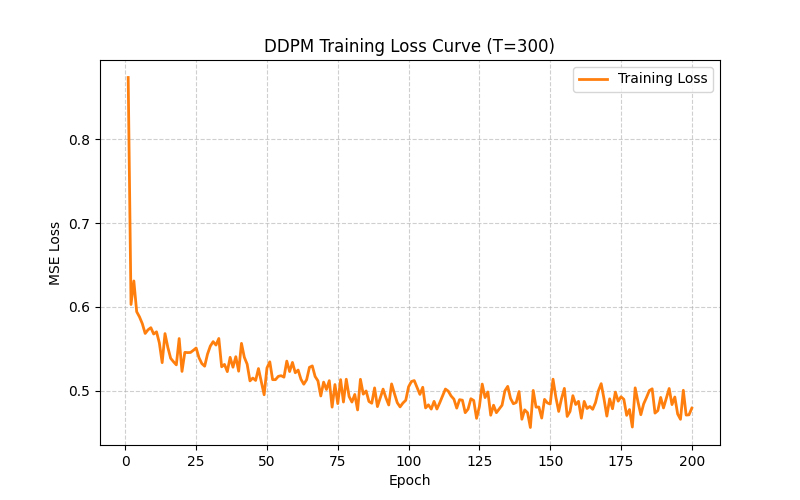 DDPM Training Loss Curve (T=300)
Training Loss
MSE Loss
0.8
0.7
0.6
0.5
0 25 50 75 100 125 150 175 200
Epoch